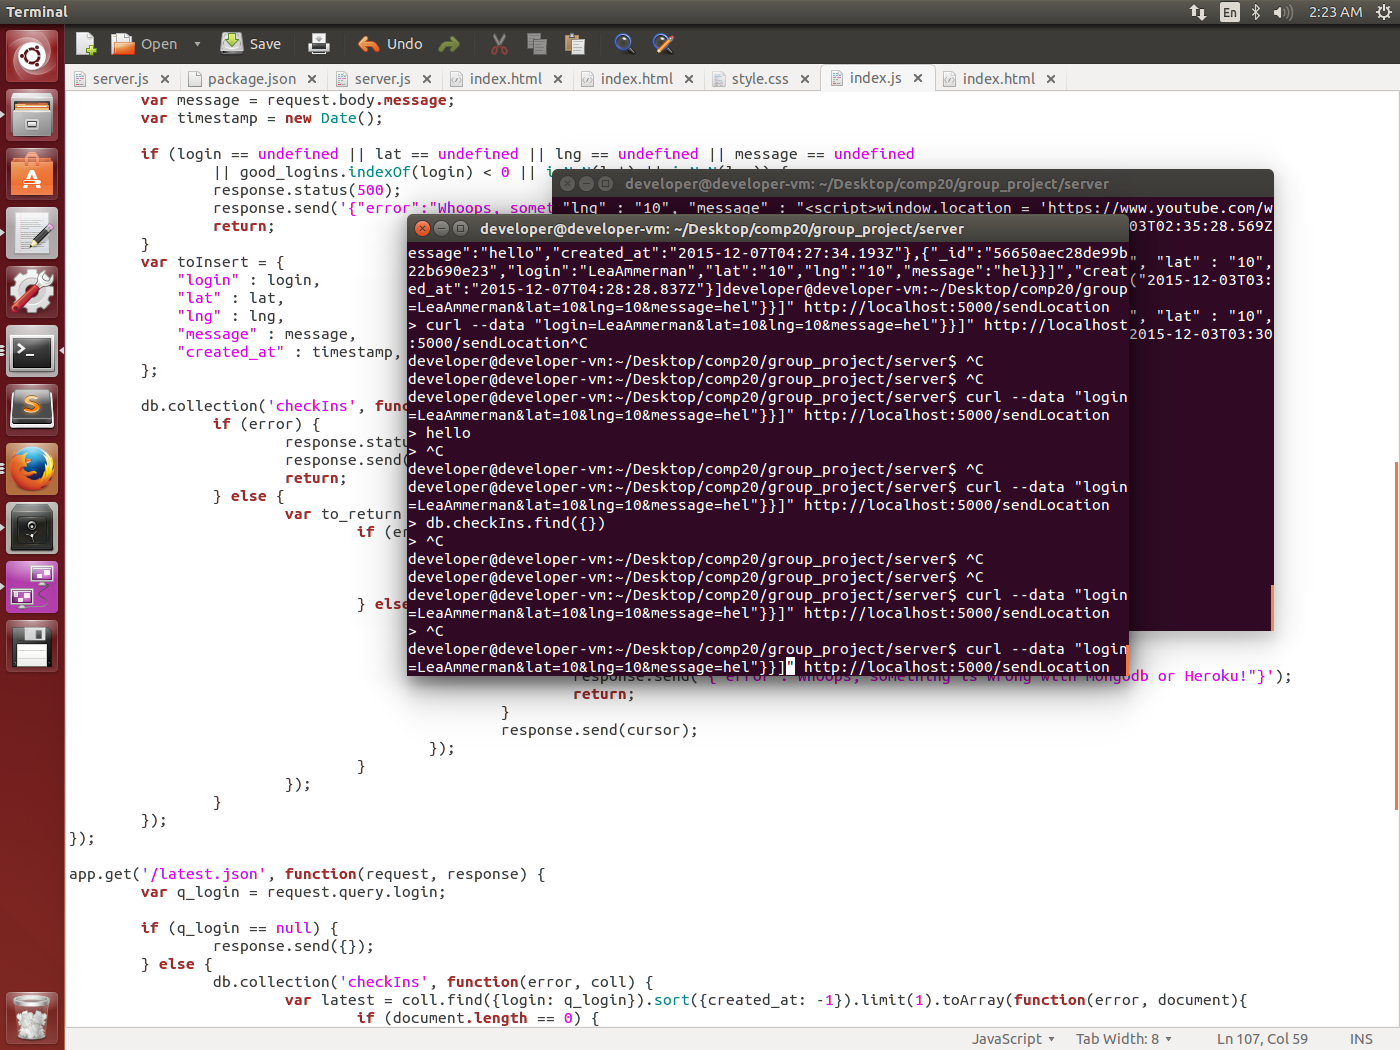 Terminal
En
2:23 AM
Open
Save
Undo
server.js
package.json
server.js
index.html
index.html
style.css
index.js
index.html
var message = request.body.message;
var timestamp = new Date();
if (login == undefined || lat == undefined || lng == undefined || message == undefined
|| good_logins.indexOf(login) < 0 ||
response.status(500);
response.send('{"error":"Whoops, somet
return;
}
var toInsert = {
"login" : login,
"lat" : lat,
"lng" : lng,
"message" : message,
"created_at" : timestamp,
};
db.collection('checkIns', func
if (error) {
response.statu
response.send(
return;
} else {
var to_return
if (er
} else
response.send('{"error":"Whoops, something is wrong with Mongodb or Heroku!"}');
return;
}
response.send(cursor);
});
}
});
}
});
});
app.get('/latest.json', function(request, response) {
var q_login = request.query.login;
if (q_login == null) {
response.send({});
} else {
db.collection('checkIns', function(error, coll) {
var latest = coll.find({login: q_login}).sort({created_at: -1}).limit(1).toArray(function(error, document){
if (document.length == 0) {
developer@developer-vm: ~/Desktop/comp20/group_project/server
"lng" : "10", "message" : "<script>window.location = 'https://www.youtube.com/w
03T02:35:28.569Z
", "lat" : "10",
("2015-12-03T03:
", "lat" : "10",
2015-12-03T03:30
developer@developer-vm: ~/Desktop/comp20/group_project/server
essage":"hello","created_at":"2015-12-07T04:27:34.193Z"},{"_id":"56650aec28de99b
22b690e23","login":"LeaAmmerman","lat":"10","lng":"10","message":"hel}}]","creat
ed_at":"2015-12-07T04:28:28.837Z"}]developer@developer-vm:~/Desktop/comp20/group
=LeaAmmerman&lat=10&lng=10&message=hel"}}]" http://localhost:5000/sendLocation
> curl --data "login=LeaAmmerman&lat=10&lng=10&message=hel"}}]" http://localhost
:5000/sendLocation^C
developer@developer-vm:~/Desktop/comp20/group_project/server$ ^C
developer@developer-vm:~/Desktop/comp20/group_project/server$ ^C
developer@developer-vm:~/Desktop/comp20/group_project/server$ curl --data "login
=LeaAmmerman&lat=10&lng=10&message=hel"}}]" http://localhost:5000/sendLocation
> hello
> ^C
developer@developer-vm:~/Desktop/comp20/group_project/server$ ^C
developer@developer-vm:~/Desktop/comp20/group_project/server$ curl --data "login
=LeaAmmerman&lat=10&lng=10&message=hel"}}]" http://localhost:5000/sendLocation
> db.checkIns.find({})
> ^C
developer@developer-vm:~/Desktop/comp20/group_project/server$ ^C
developer@developer-vm:~/Desktop/comp20/group_project/server$ ^C
developer@developer-vm:~/Desktop/comp20/group_project/server$ curl --data "login
=LeaAmmerman&lat=10&lng=10&message=hel"}}]" http://localhost:5000/sendLocation
> ^C
developer@developer-vm:~/Desktop/comp20/group_project/server$ curl --data "login
=LeaAmmerman&lat=10&lng=10&message=hel"}}]" http://localhost:5000/sendLocation
JavaScript
Tab Width: 8
Ln 107, Col 59
INS